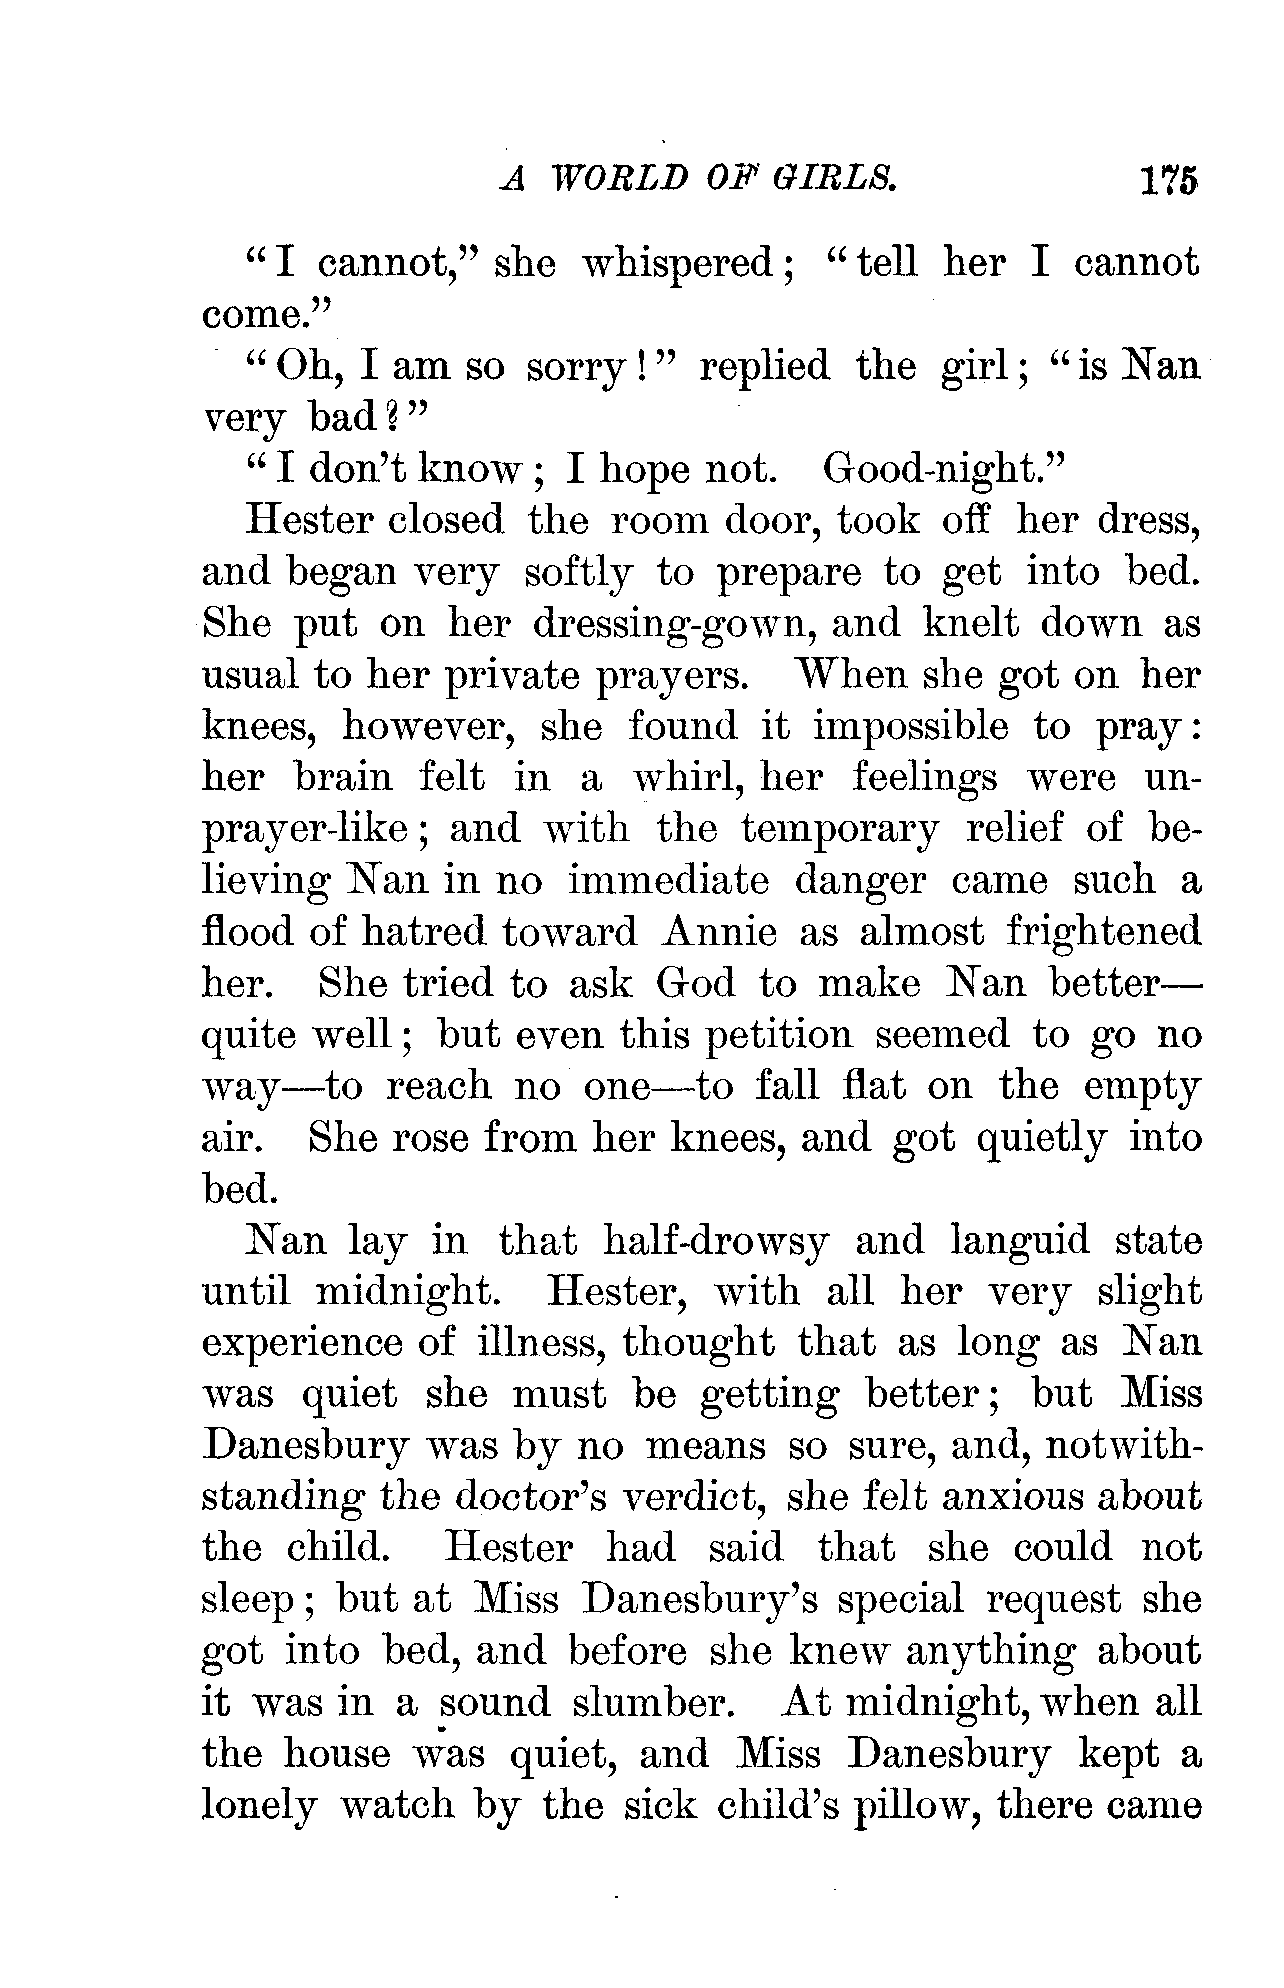 A WORLD OF GIRLS. 175
"I cannot," she whispered; "tell her I cannot
come."
"Oh, I am so sorry!" replied the girl; "is Nan
very bad?"
"I don't know; I hope not. Good-night."
Hester closed the room door, took off her dress,
and began very softly to prepare to get into bed.
She put on her dressing-gown, and knelt down as
usual to her private prayers. When she got on her
knees, however, she found it impossible to pray:
her brain felt in a whirl, her feelings were un-
prayer-like; and with the temporary relief of be-
lieving Nan in no immediate danger came such a
flood of hatred toward Annie as almost frightened
her. She tried to ask God to make Nan better—
quite well; but even this petition seemed to go no
way—to reach no one—to fall flat on the empty
air. She rose from her knees, and got quietly into
bed.
Nan lay in that half-drowsy and languid state
until midnight. Hester, with all her very slight
experience of illness, thought that as long as Nan
was quiet she must be getting better; but Miss
Danesbury was by no means so sure, and, notwith-
standing the doctor's verdict, she felt anxious about
the child. Hester had said that she could not
sleep; but at Miss Danesbury's special request she
got into bed, and before she knew anything about
it was in a sound slumber. At midnight, when all
the house was quiet, and Miss Danesbury kept a
lonely watch by the sick child's pillow, there came